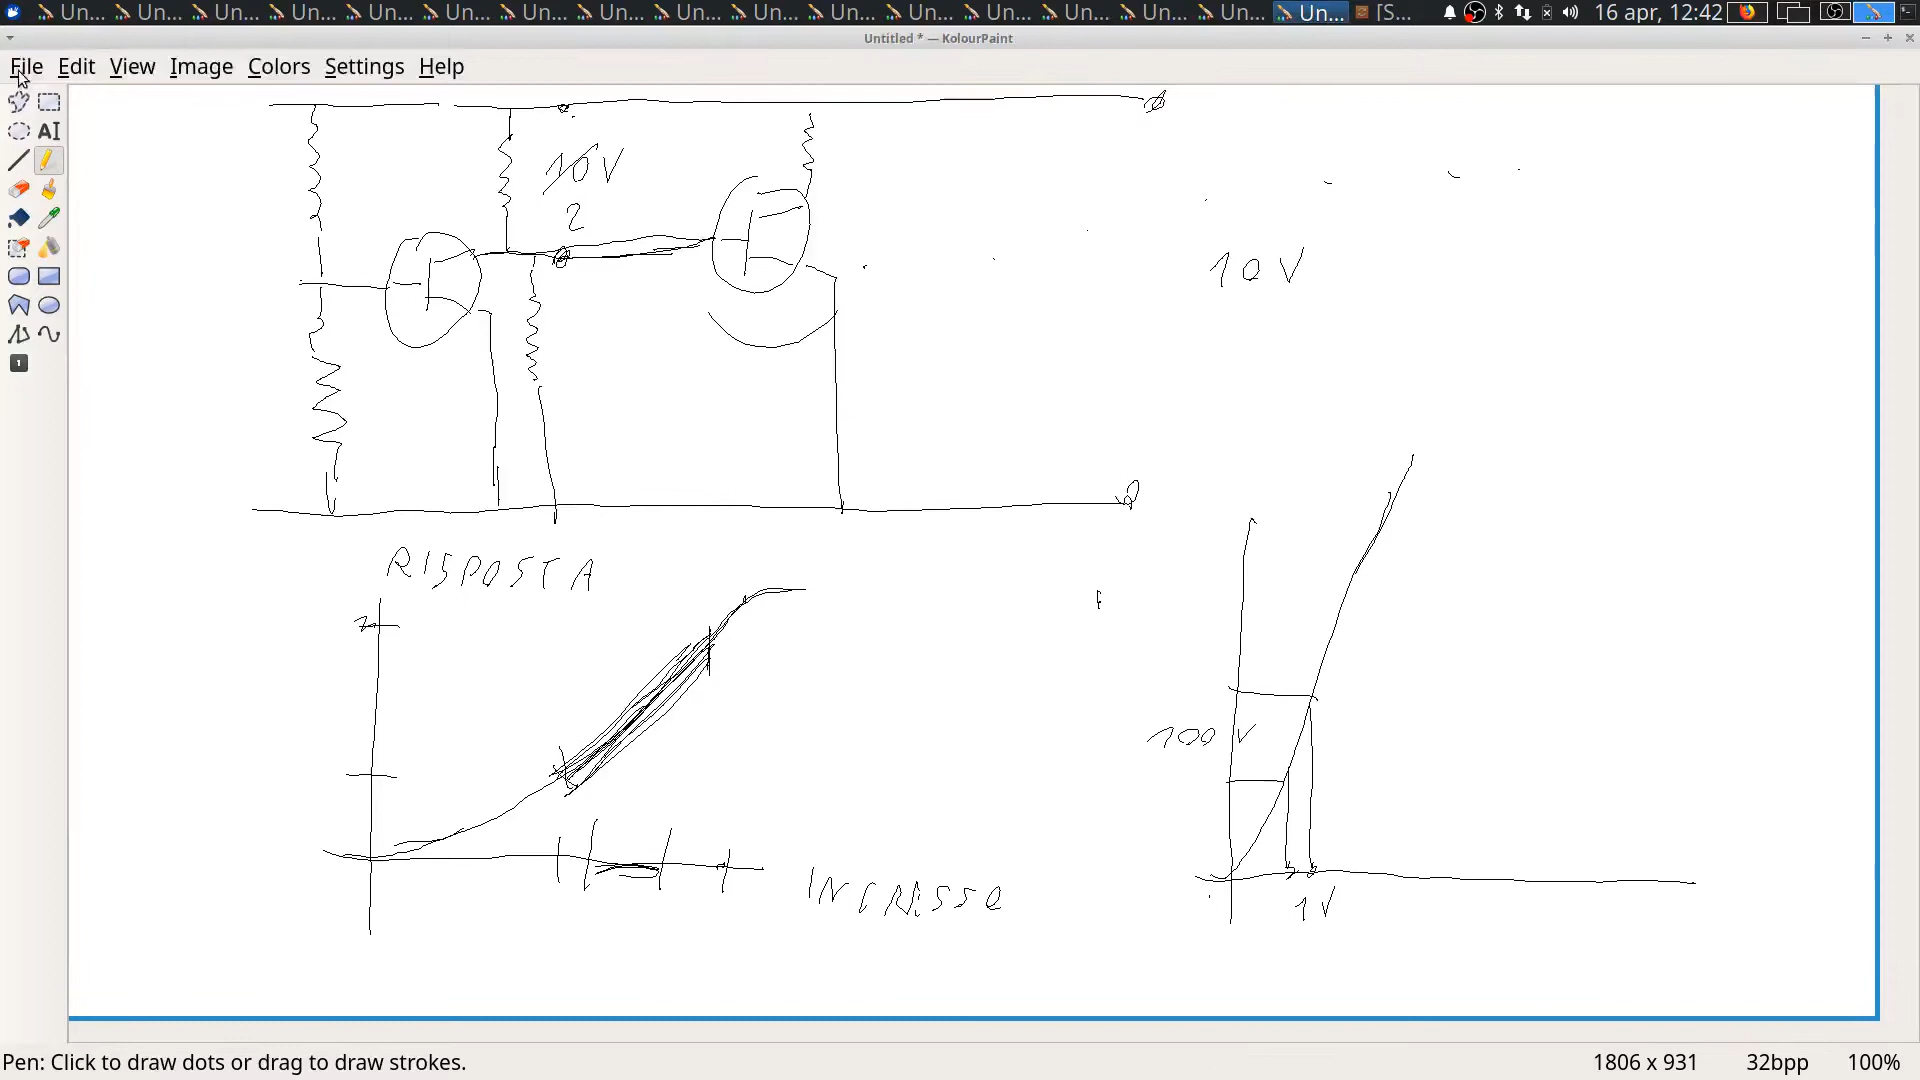 Un... Un... Un... Un... Un... Un... Un... Un... Un... Un... Un... Un... Un... Un... Un... Un... Un... [S... 16 apr, 12:42
Untitled * — KolourPaint
File Edit View Image Colors Settings Help
10V
2
10V
RISPOSTA
100 V
INGRESSO
1V
Pen: Click to draw dots or drag to draw strokes. 1806 x 931 32bpp 100%